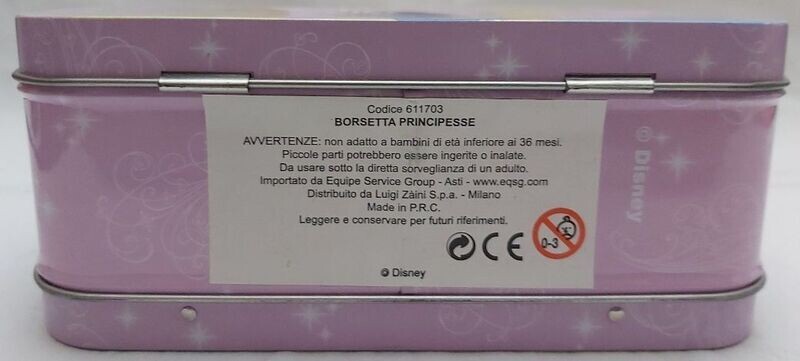 Codice 611703
BORSETTA PRINCIPESSE
AVVERTENZE: non adatto a bambini di età inferiore ai 36 mesi.
Piccole parti potrebbero essere ingerite o inalate.
Da usare sotto la diretta sorveglianza di un adulto.
Importato da Equipe Service Group - Asti - www.eqsg.com
Distribuito da Luigi Zàini S.p.a. - Milano
Made in P.R.C.
Leggere e conservare per futuri riferimenti.
CE
0-3
© Disney
© Disney